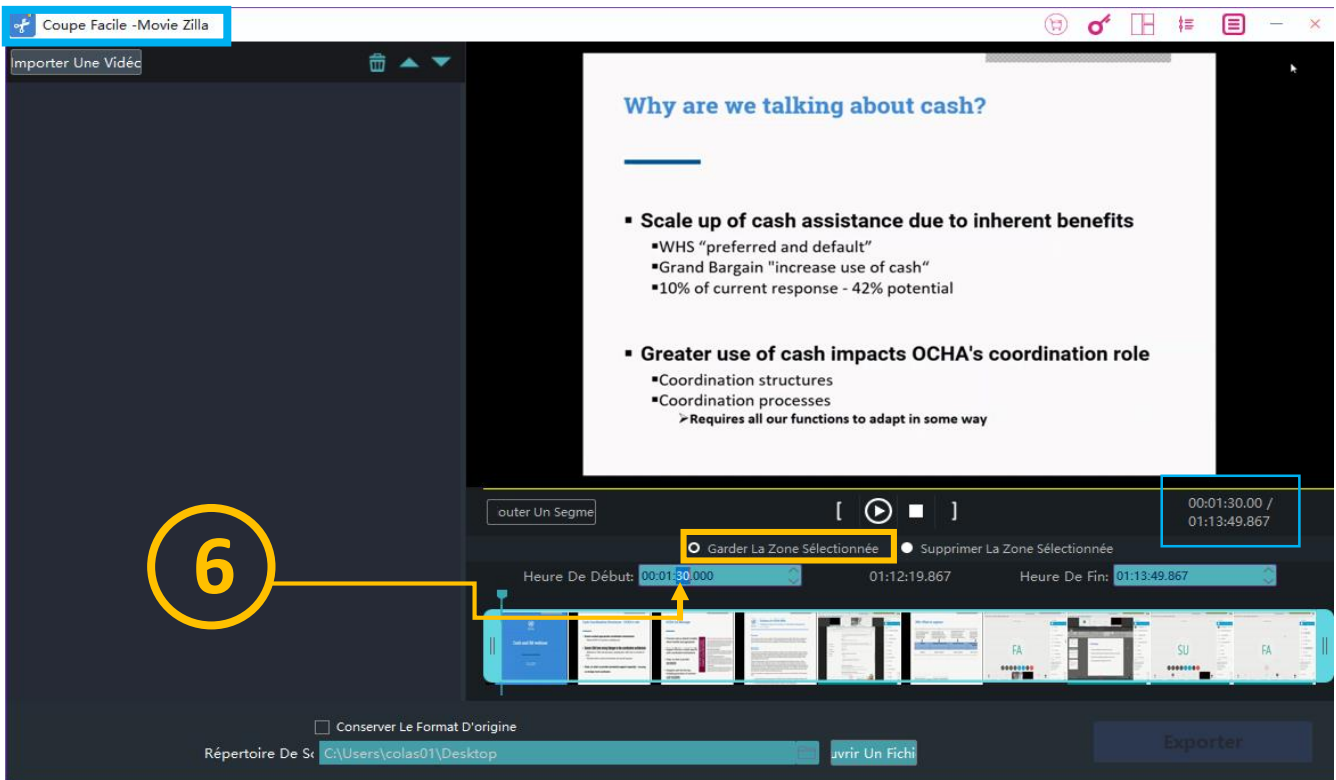 Coupe Facile -Movie Zilla
Importer Une Vidéc
Why are we talking about cash?
▪ Scale up of cash assistance due to inherent benefits
▪WHS “preferred and default”
▪Grand Bargain "increase use of cash“
▪10% of current response - 42% potential
▪ Greater use of cash impacts OCHA's coordination role
▪Coordination structures
▪Coordination processes
➢Requires all our functions to adapt in some way
outer Un Segme
[ ]
00:01:30.00 /
01:13:49.867
Garder La Zone Sélectionnée Supprimer La Zone Sélectionnée
6
Heure De Début: 00:01:30.000 01:12:19.867 Heure De Fin: 01:13:49.867
FA SU FA
Conserver Le Format D'origine
Répertoire De So C:\Users\colas01\Desktop uvrir Un Fichi
Exporter